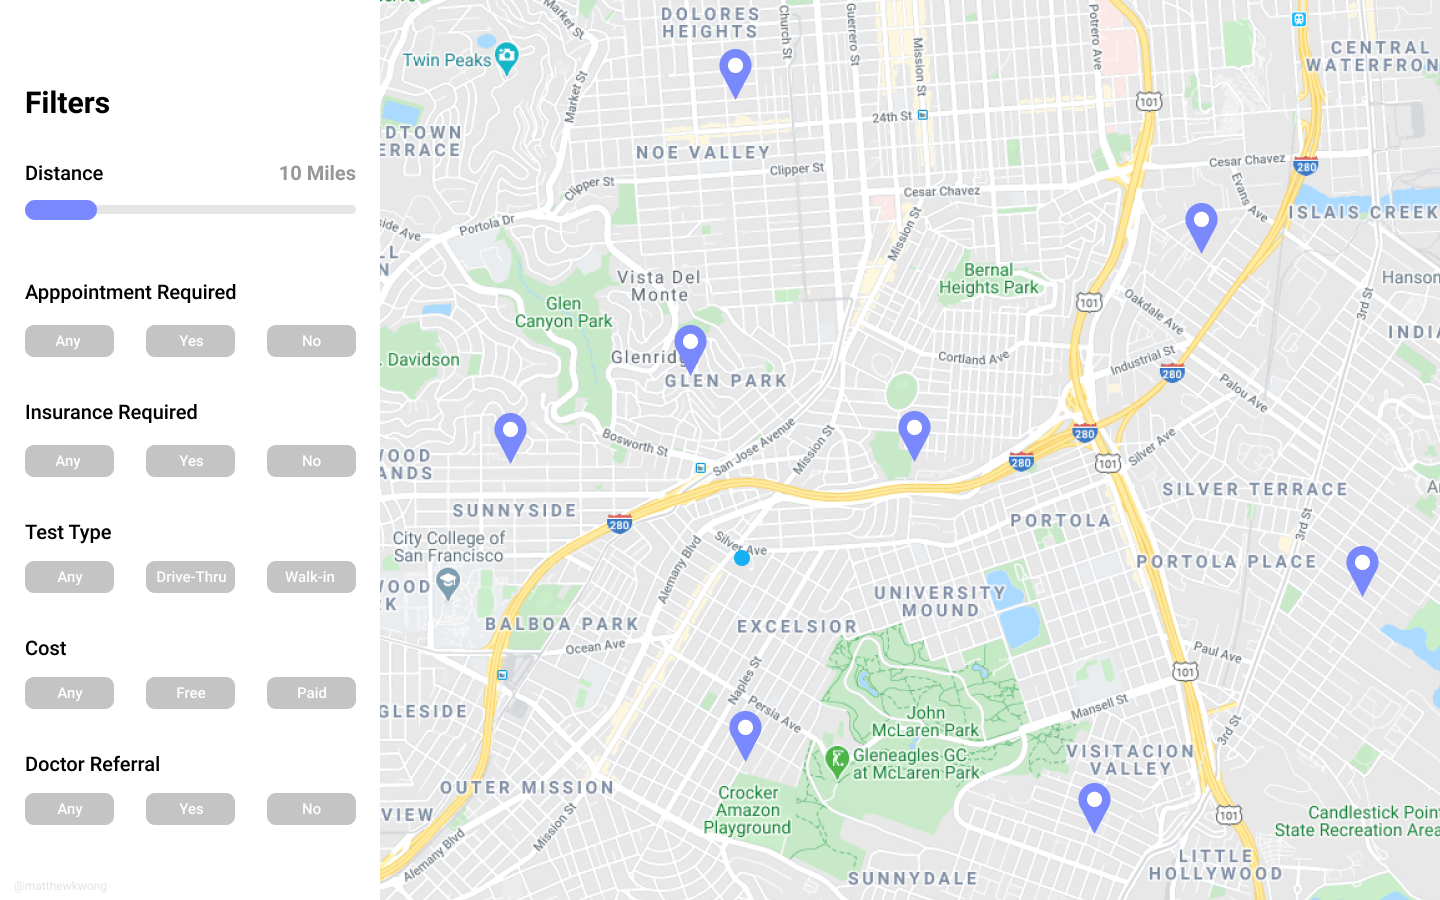 Filters
Distance
10 Miles
Apppointment Required
Any
Yes
No
Insurance Required
Any
Yes
No
Test Type
Any
Drive-Thru
Walk-in
Cost
Any
Free
Paid
Doctor Referral
Any
Yes
No
@matthewkwong
DOLORES
HEIGHTS
Market St
Church St
Guerrero St
Mission St
Potrero Ave
CENTRAL
WATERFRON
Twin Peaks
Market St
101
24th St
DTOWN
ERRACE
NOE VALLEY
Clipper St
Cesar Chavez
280
Clipper St
Cesar Chavez
Evans Ave
ISLAIS CREEK
side Ave
Portola Dr
Mission St
LL
N
Vista Del
Monte
Bernal
Heights Park
Hanson
Glen
Canyon Park
101
Oakdale Ave
3rd St
INDIA
. Davidson
Glenridg
GLEN PARK
Cortland Ave
Industrial St
280
Palou Ave
Bosworth St
San Jose Avenue
Mission St
280
280
101
Silver Ave
WOOD
ANDS
SILVER TERRACE
SUNNYSIDE
280
PORTOLA
3rd St
City College of
San Francisco
Silver Ave
Alemany Blvd
PORTOLA PLACE
WOOD
K
UNIVERSITY
MOUND
BALBOA PARK
EXCELSIOR
Ocean Ave
Paul Ave
101
Naples St
GLESIDE
Persia Ave
John
McLaren Park
Mansell St
3rd St
Gleneagles GC
at McLaren Park
VISITACION
VALLEY
OUTER MISSION
Crocker
Amazon
Playground
VIEW
Mission St
Alemany Blvd
101
Candlestick Point
State Recreation Area
LITTLE
HOLLYWOOD
SUNNYDALE